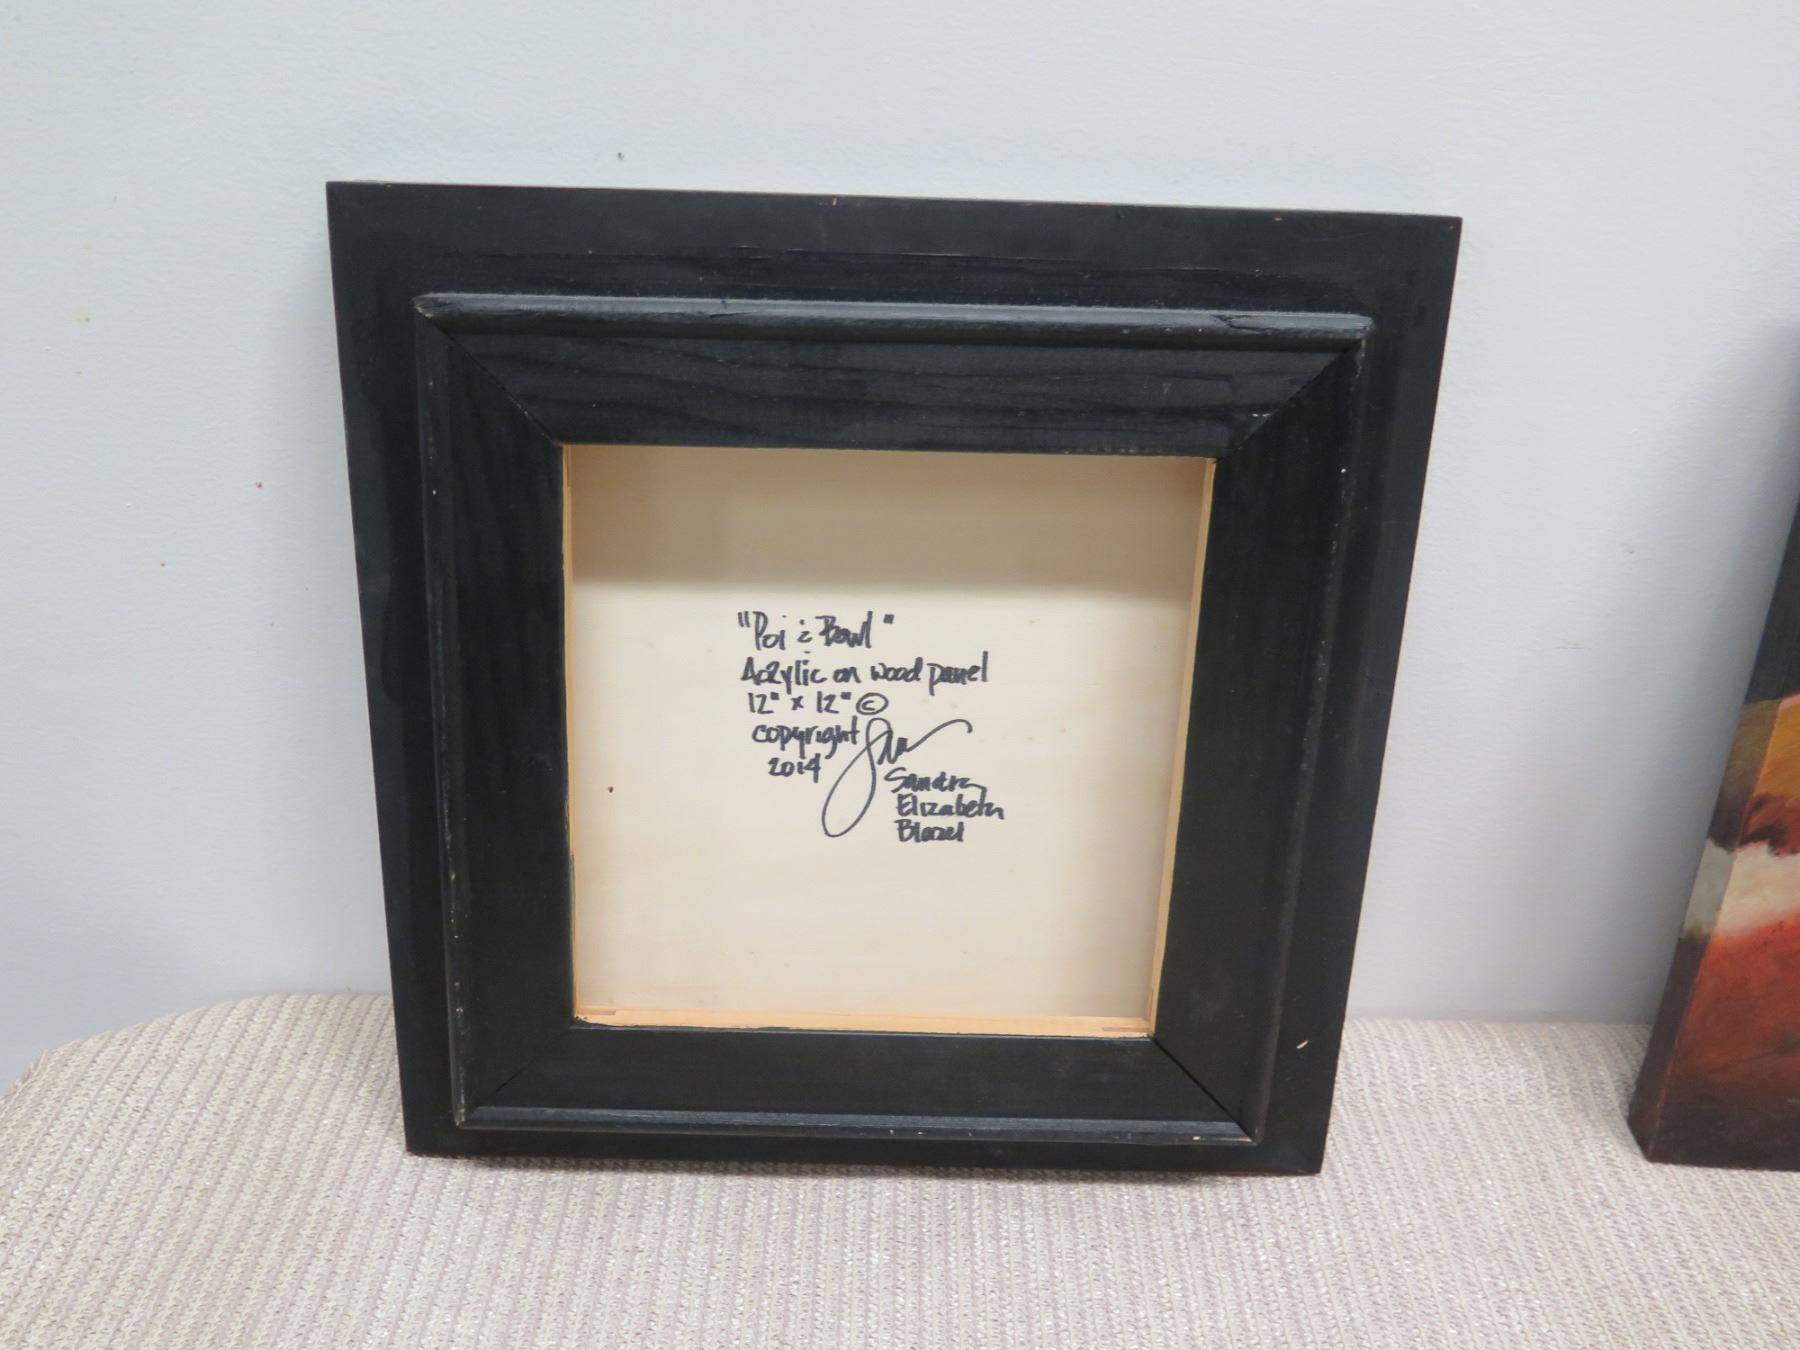 "Poi & Bowl"
Acrylic on wood panel
12" x 12" ©
copyright
2014
Sandra
Elizabeth
Blazel